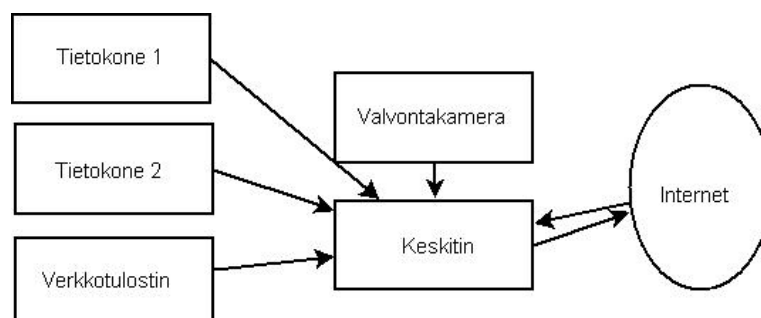 Tietokone 1
Valvontakamera
Tietokone 2
Internet
Keskitin
Verkkotulostin